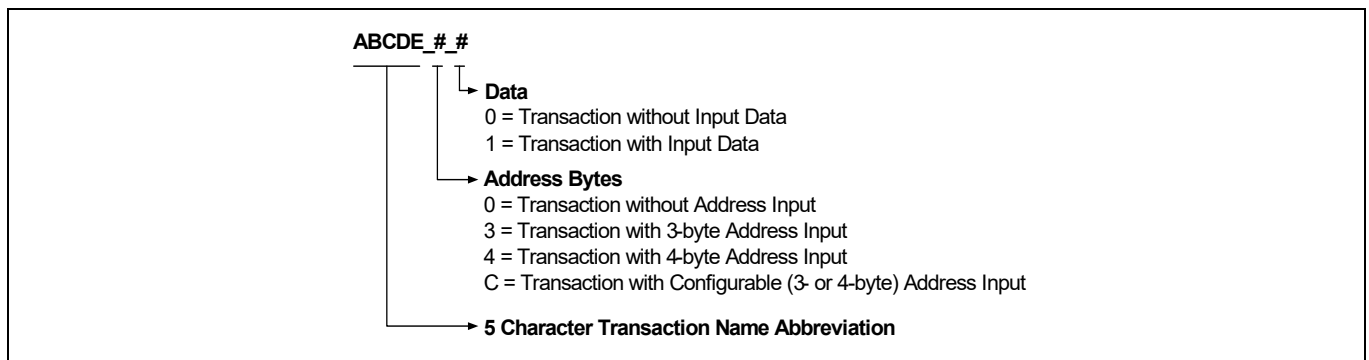 ABCDE_#_#
Data
0 = Transaction without Input Data
1 = Transaction with Input Data
Address Bytes
0 = Transaction without Address Input
3 = Transaction with 3-byte Address Input
4 = Transaction with 4-byte Address Input
C = Transaction with Configurable (3- or 4-byte) Address Input
5 Character Transaction Name Abbreviation